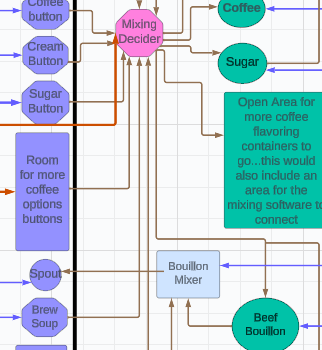 Coffee
button
Mixing
Decider
Coffee
Cream
Button
Sugar
Sugar
Button
Open Area for
more coffee
flavoring
containers to
go...this would
also include an
area for the
mixing software to
connect
Room
for more
coffee
options
buttons
Spout
Bouillon
Mixer
Brew
Soup
Beef
Bouillon